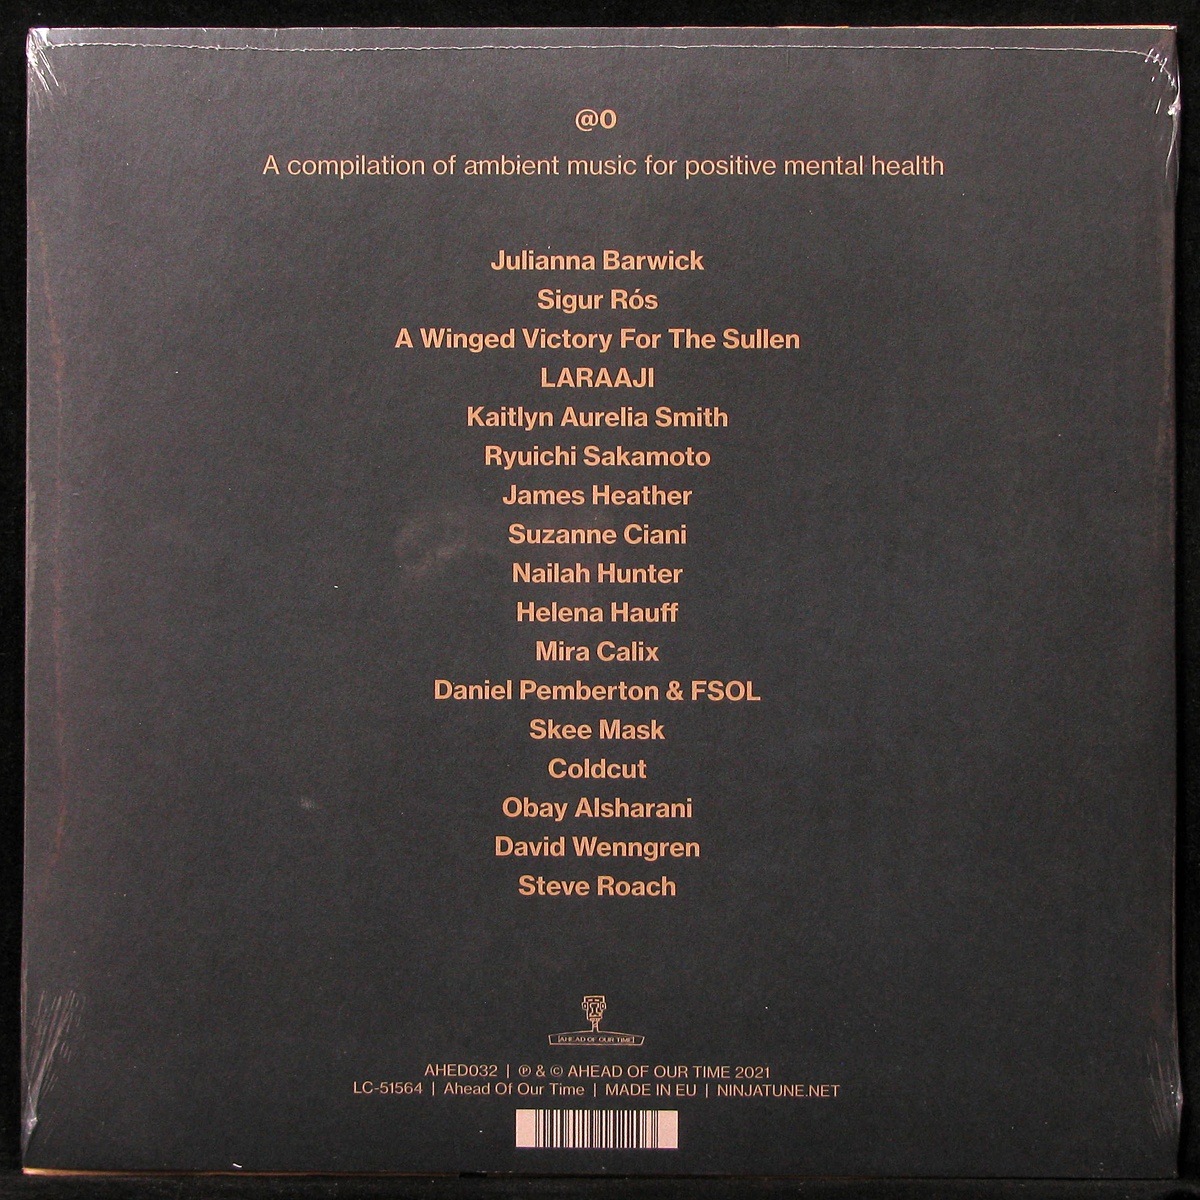 @0
A compilation of ambient music for positive mental health
Julianna Barwick
Sigur Rós
A Winged Victory For The Sullen
LARAAJI
Kaitlyn Aurelia Smith
Ryuichi Sakamoto
James Heather
Suzanne Ciani
Nailah Hunter
Helena Hauff
Mira Calix
Daniel Pemberton & FSOL
Skee Mask
Coldcut
Obay Alsharani
David Wenngren
Steve Roach
AHEAD OF OUR TIME
AHED032 | ℗ & © AHEAD OF OUR TIME 2021
LC-51564 | Ahead Of Our Time | MADE IN EU | NINJATUNE.NET